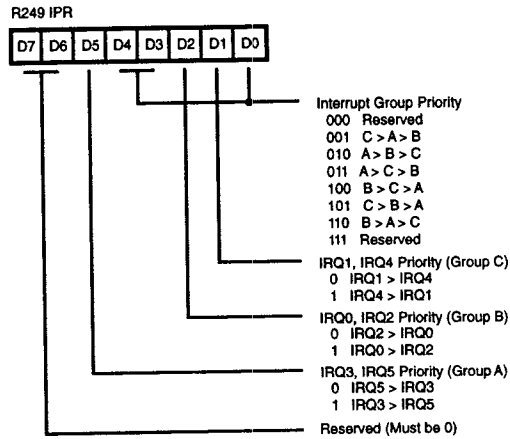 R249 IPR
D7 D6 D5 D4 D3 D2 D1 D0
Interrupt Group Priority
000 Reserved
001 C > A > B
010 A > B > C
011 A > C > B
100 B > C > A
101 C > B > A
110 B > A > C
111 Reserved
IRQ1, IRQ4 Priority (Group C)
0 IRQ1 > IRQ4
1 IRQ4 > IRQ1
IRQ0, IRQ2 Priority (Group B)
0 IRQ2 > IRQ0
1 IRQ0 > IRQ2
IRQ3, IRQ5 Priority (Group A)
0 IRQ5 > IRQ3
1 IRQ3 > IRQ5
Reserved (Must be 0)